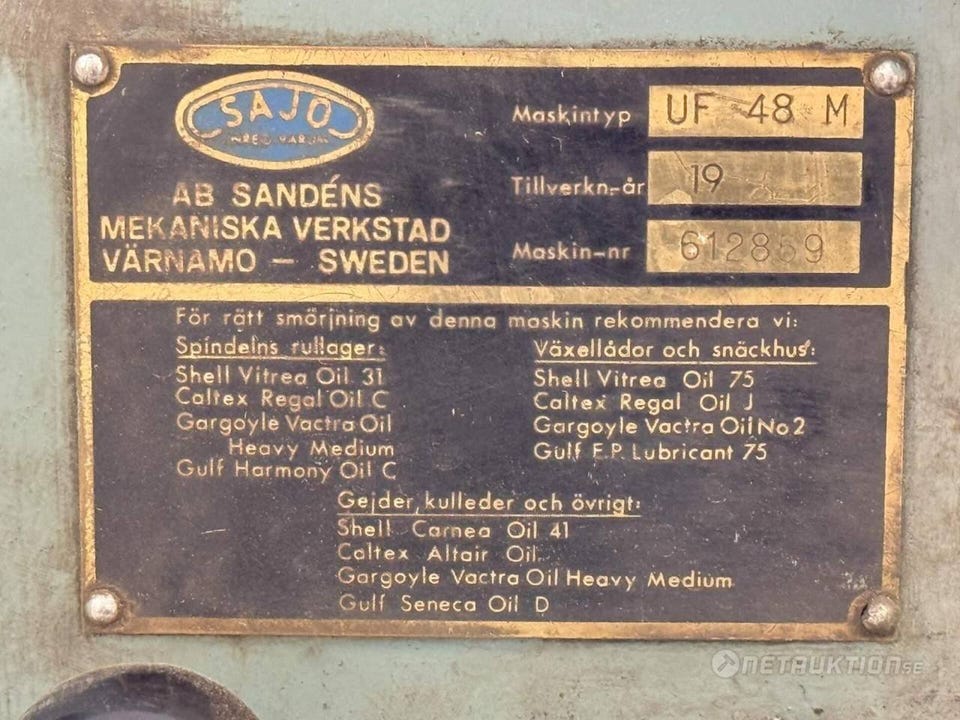 SAJO
AB SANDÉNS
MEKANISKA VERKSTAD
VÄRNAMO – SWEDEN
Maskintyp UF 48 M
Tillverkn.-år 19
Maskin-nr 612859
För rätt smörjning av denna maskin rekommendera vi:
Spindelns rullager:
Shell Vitrea Oil 31
Caltex Regal Oil C
Gargoyle Vactra Oil
Heavy Medium
Gulf Harmony Oil C
Växellådor och snäckhus:
Shell Vitrea Oil 75
Caltex Regal Oil J
Gargoyle Vactra Oil No 2
Gulf E.P. Lubricant 75
Gejder, kulleder och övrigt:
Shell Carnea Oil 41
Caltex Altair Oil
Gargoyle Vactra Oil Heavy Medium
Gulf Seneca Oil D
NETAUKTION.SE